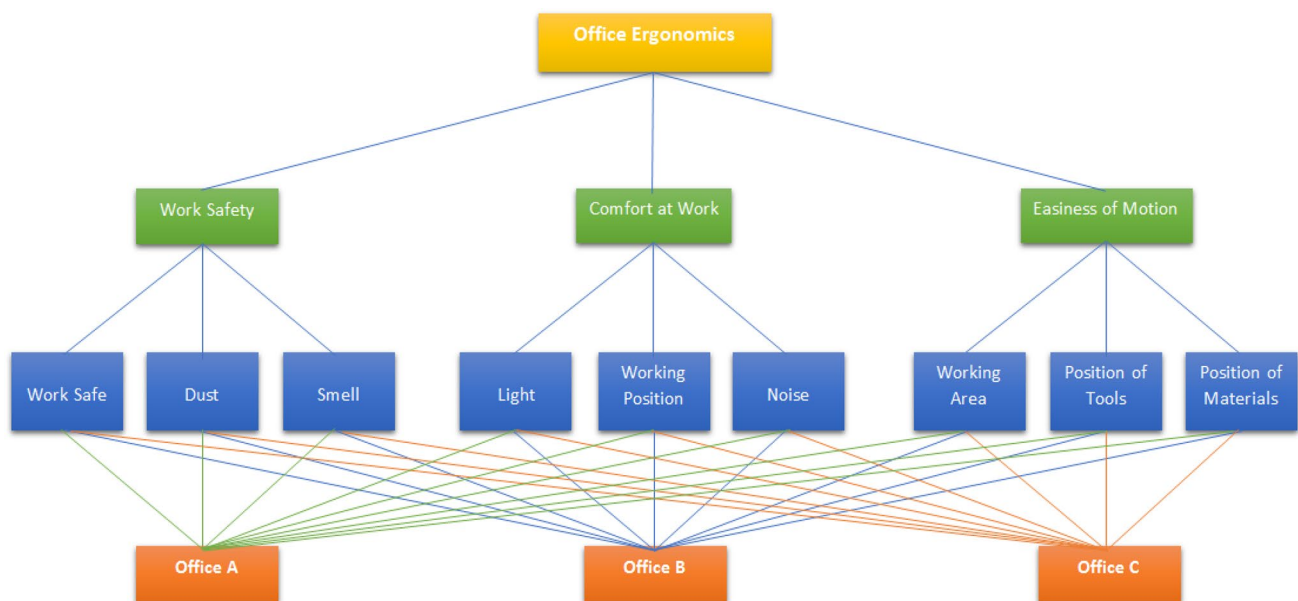 Office Ergonomics
Work Safety
Comfort at Work
Easiness of Motion
Work Safe
Dust
Smell
Light
Working
Position
Noise
Working
Area
Position of
Tools
Position of
Materials
Office A
Office B
Office C